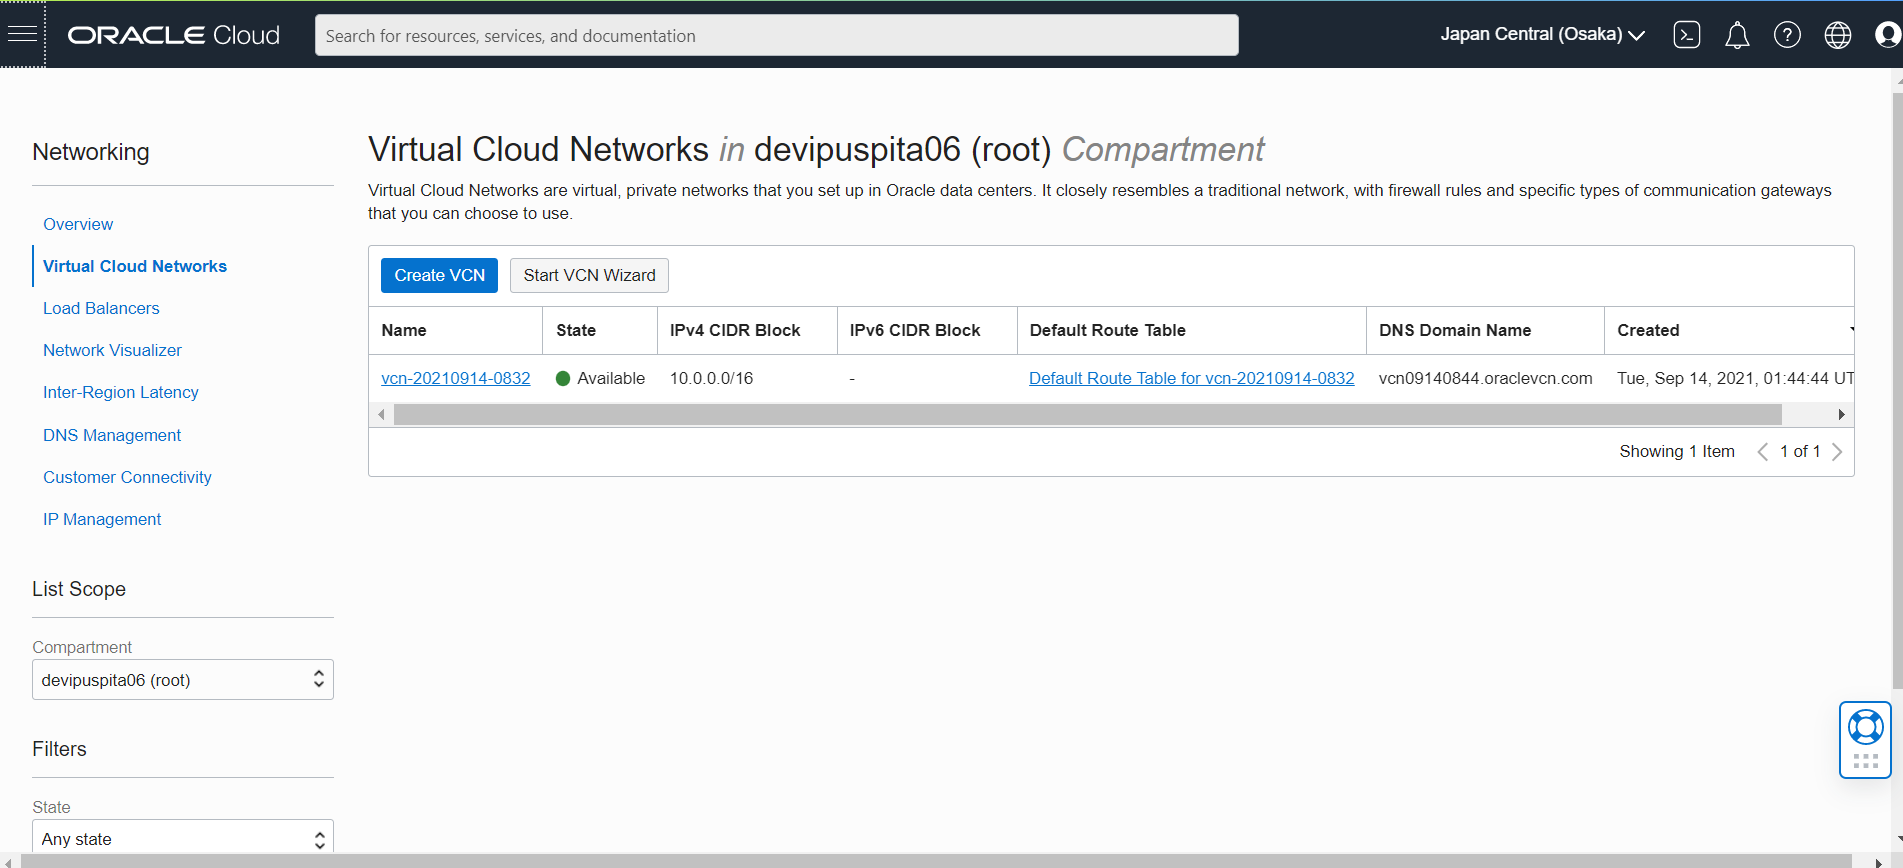 ORACLE Cloud
Search for resources, services, and documentation
Japan Central (Osaka)
Networking
Overview
Virtual Cloud Networks
Load Balancers
Network Visualizer
Inter-Region Latency
DNS Management
Customer Connectivity
IP Management
List Scope
Compartment
devipuspita06 (root)
Filters
State
Any state
Virtual Cloud Networks in devipuspita06 (root) Compartment
Virtual Cloud Networks are virtual, private networks that you set up in Oracle data centers. It closely resembles a traditional network, with firewall rules and specific types of communication gateways
that you can choose to use.
Create VCN Start VCN Wizard
Name State IPv4 CIDR Block IPv6 CIDR Block Default Route Table DNS Domain Name Created
vcn-20210914-0832 Available 10.0.0.0/16 - Default Route Table for vcn-20210914-0832 vcn09140844.oraclevcn.com Tue, Sep 14, 2021, 01:44:44 UT
Showing 1 Item 1 of 1